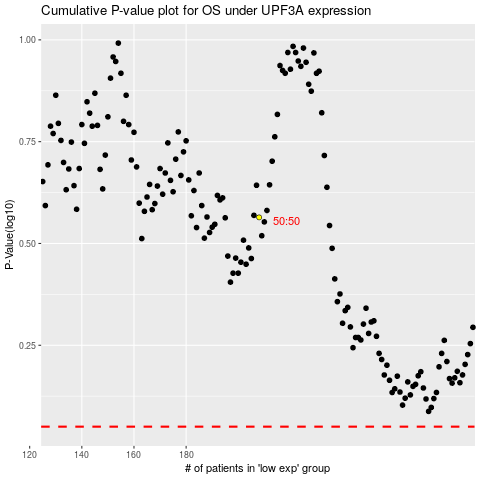 Cumulative P-value plot for OS under UPF3A expression
P-Value(log10)
1.00
0.75
0.50
0.25
50:50
120 140 160 180
# of patients in 'low exp' group